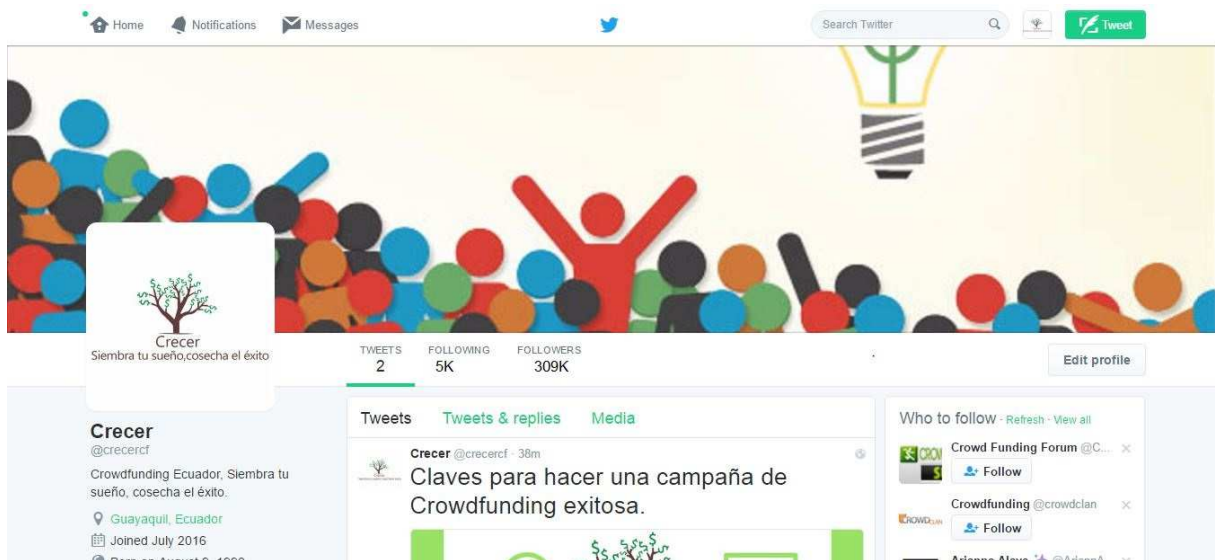 Home
Notifications
Messages
Search Twitter
Tweet
Crecer
Siembra tu sueño,cosecha el éxito
TWEETS
2
FOLLOWING
5K
FOLLOWERS
309K
Edit profile
Crecer
@crecercf
Crowdfunding Ecuador, Siembra tu
sueño, cosecha el éxito.
Guayaquil, Ecuador
Joined July 2016
Tweets
Tweets & replies
Media
Crecer @crecercf · 38m
Claves para hacer una campaña de
Crowdfunding exitosa.
Who to follow · Refresh · View all
Crowd Funding Forum @C...
Follow
Crowdfunding @crowdclan
Follow